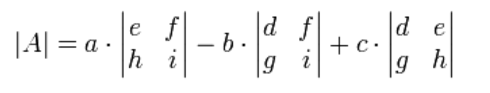 |A| = a · |e f; h i| − b · |d f; g i| + c · |d e; g h|